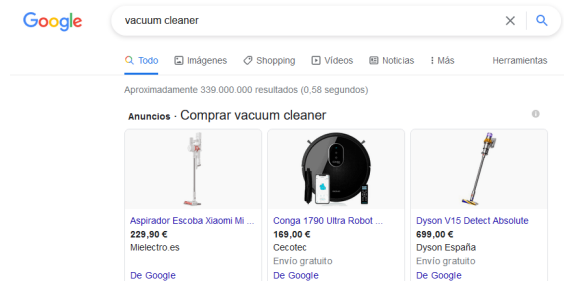 Google
vacuum cleaner
Todo Imágenes Shopping Vídeos Noticias Más Herramientas
Aproximadamente 339.000.000 resultados (0,58 segundos)
Anuncios · Comprar vacuum cleaner
Aspirador Escoba Xiaomi Mi ...
229,90 €
Mielectro.es
De Google
Conga 1790 Ultra Robot ...
169,00 €
Cecotec
Envío gratuito
De Google
Dyson V15 Detect Absolute
699,00 €
Dyson España
Envío gratuito
De Google